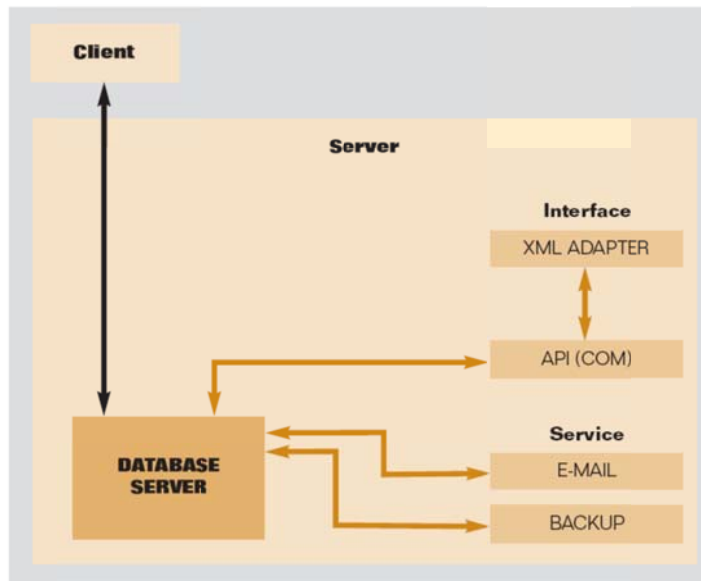 Client
Server
Interface
XML ADAPTER
API (COM)
Service
DATABASE
SERVER
E-MAIL
BACKUP